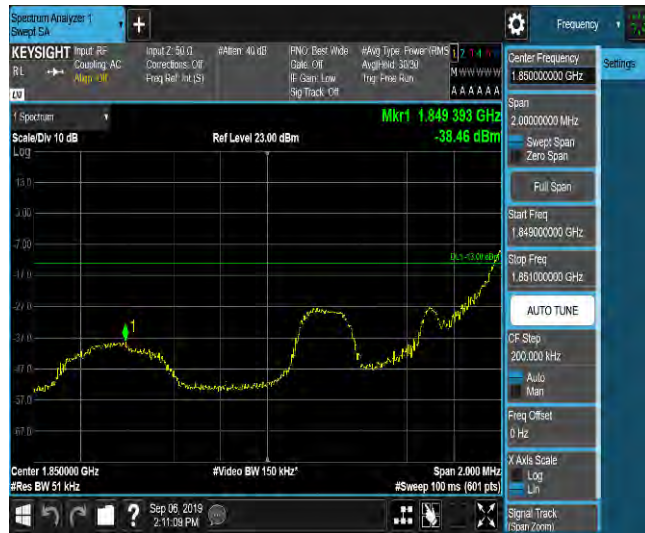 Spectrum Analyzer 1
Swept SA
+
Frequency
KEYSIGHT
RL
Input: RF
Coupling: AC
Align: Off
Input Z: 50 Ω
Corrections: Off
Freq Ref: Int (S)
#Atten: 40 dB
PNO: Best Wide
Gate: Off
IF Gain: Low
Sig Track: Off
#Avg Type: Power (RMS
Avg|Hold: 30/30
Trig: Free Run
M W W W W W
A A A A A A
LW
1 Spectrum
Scale/Div 10 dB
Ref Level 23.00 dBm
Mkr1 1.849 393 GHz
-38.46 dBm
Log
13.0
3.00
-7.00
DL1 -13.00 dBm
-17.0
-27.0
-37.0
-47.0
-57.0
-67.0
1
Center 1.850000 GHz
#Video BW 150 kHz*
Span 2.000 MHz
#Res BW 51 kHz
#Sweep 100 ms (601 pts)
Sep 06, 2019
2:11:09 PM
Center Frequency
1.850000000 GHz
Settings
Span
2.00000000 MHz
Swept Span
Zero Span
Full Span
Start Freq
1.849000000 GHz
Stop Freq
1.851000000 GHz
AUTO TUNE
CF Step
200.000 kHz
Auto
Man
Freq Offset
0 Hz
X Axis Scale
Log
Lin
Signal Track
(Span Zoom)